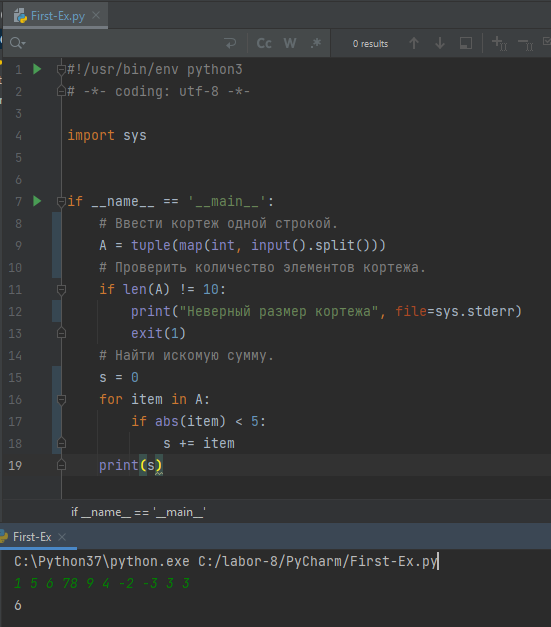 First-Ex.py
Cc W .* 0 results
1 #!/usr/bin/env python3
2 # -*- coding: utf-8 -*-
3
4 import sys
5
6
7 if __name__ == '__main__':
8 # Ввести кортеж одной строкой.
9 A = tuple(map(int, input().split()))
10 # Проверить количество элементов кортежа.
11 if len(A) != 10:
12 print("Неверный размер кортежа", file=sys.stderr)
13 exit(1)
14 # Найти искомую сумму.
15 s = 0
16 for item in A:
17 if abs(item) < 5:
18 s += item
19 print(s)
if __name__ == '__main__'
First-Ex
C:\Python37\python.exe C:/labor-8/PyCharm/First-Ex.py
1 5 6 78 9 4 -2 -3 3 3
6